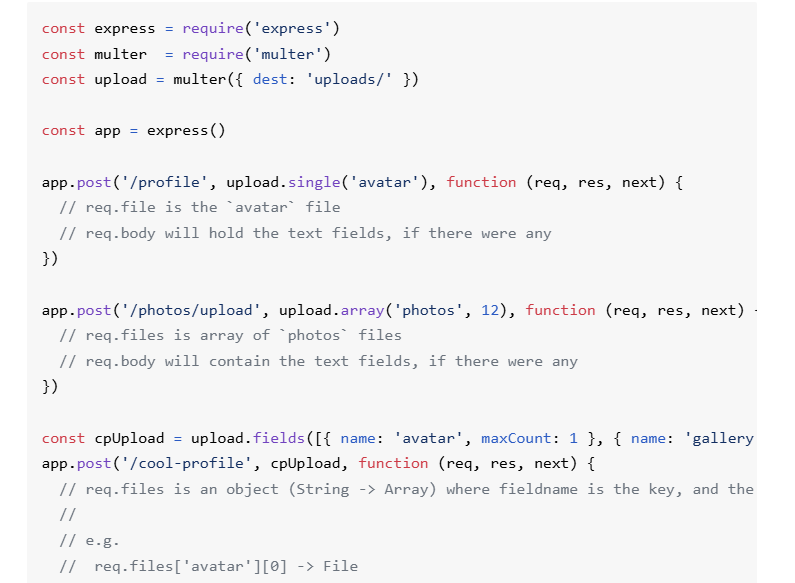 const express = require('express')
const multer  = require('multer')
const upload = multer({ dest: 'uploads/' })

const app = express()

app.post('/profile', upload.single('avatar'), function (req, res, next) {
  // req.file is the `avatar` file
  // req.body will hold the text fields, if there were any
})

app.post('/photos/upload', upload.array('photos', 12), function (req, res, next)
  // req.files is array of `photos` files
  // req.body will contain the text fields, if there were any
})

const cpUpload = upload.fields([{ name: 'avatar', maxCount: 1 }, { name: 'gallery
app.post('/cool-profile', cpUpload, function (req, res, next) {
  // req.files is an object (String -> Array) where fieldname is the key, and the
  //
  // e.g.
  //  req.files['avatar'][0] -> File